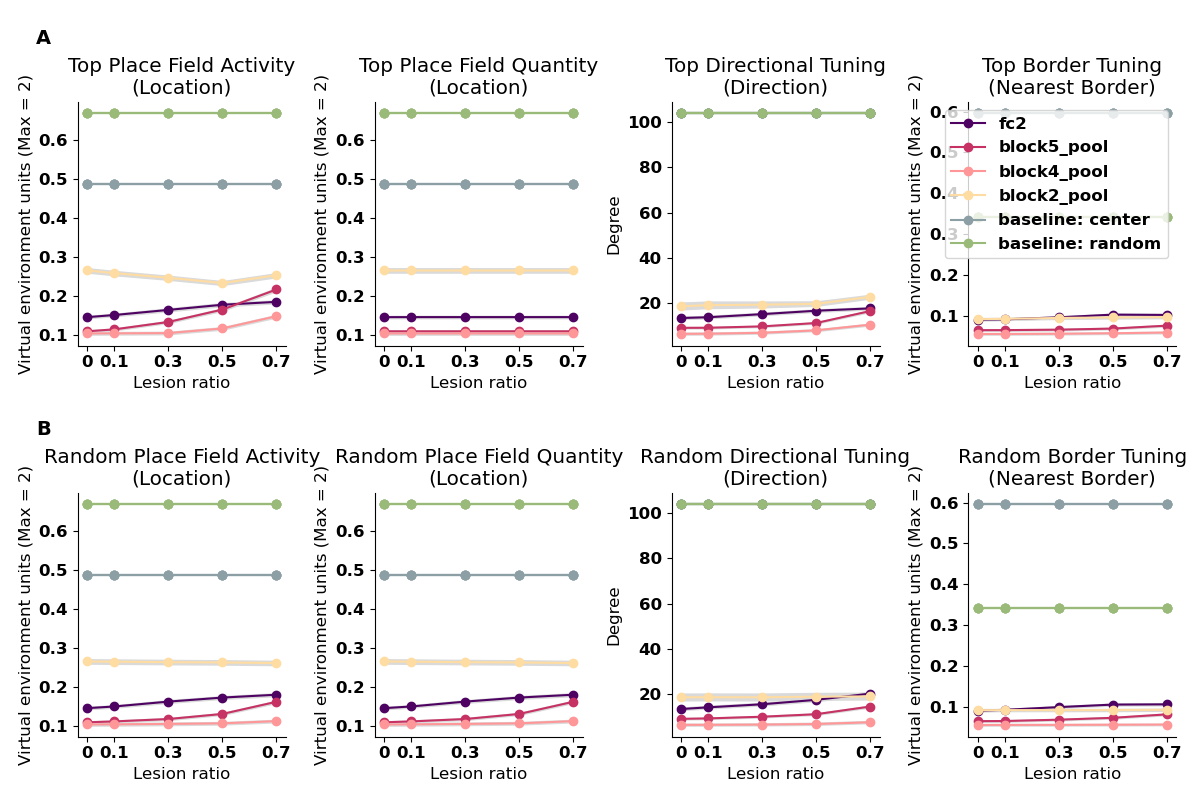 A
Top Place Field Activity
(Location)
Virtual environment units (Max = 2)
0.6
0.5
0.4
0.3
0.2
0.1
0 0.1 0.3 0.5 0.7
Lesion ratio
Top Place Field Quantity
(Location)
Virtual environment units (Max = 2)
0.6
0.5
0.4
0.3
0.2
0.1
0 0.1 0.3 0.5 0.7
Lesion ratio
Top Directional Tuning
(Direction)
Degree
100
80
60
40
20
0 0.1 0.3 0.5 0.7
Lesion ratio
Top Border Tuning
(Nearest Border)
Virtual environment units (Max = 2)
0.6
0.5
0.4
0.3
0.2
0.1
fc2
block5_pool
block4_pool
block2_pool
baseline: center
baseline: random
0 0.1 0.3 0.5 0.7
Lesion ratio
B
Random Place Field Activity
(Location)
Virtual environment units (Max = 2)
0.6
0.5
0.4
0.3
0.2
0.1
0 0.1 0.3 0.5 0.7
Lesion ratio
Random Place Field Quantity
(Location)
Virtual environment units (Max = 2)
0.6
0.5
0.4
0.3
0.2
0.1
0 0.1 0.3 0.5 0.7
Lesion ratio
Random Directional Tuning
(Direction)
Degree
100
80
60
40
20
0 0.1 0.3 0.5 0.7
Lesion ratio
Random Border Tuning
(Nearest Border)
Virtual environment units (Max = 2)
0.6
0.5
0.4
0.3
0.2
0.1
0 0.1 0.3 0.5 0.7
Lesion ratio